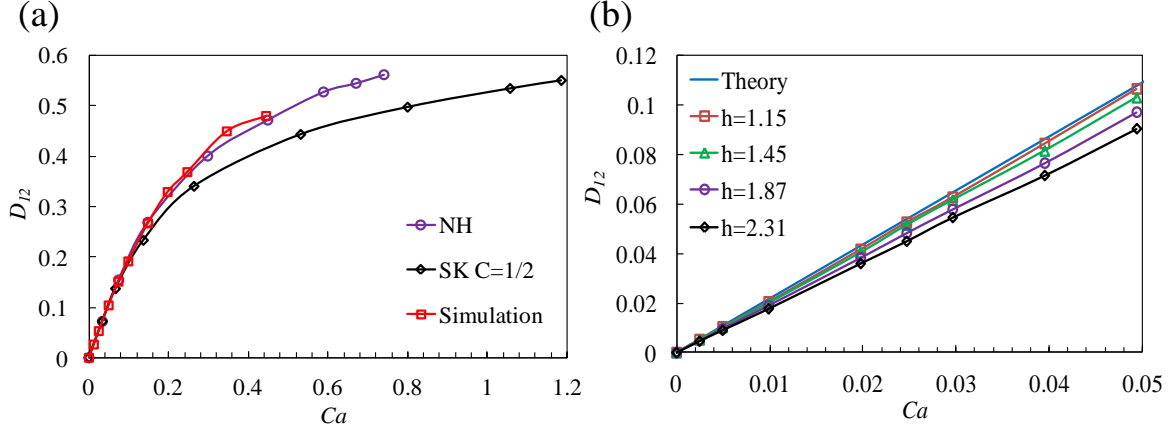 (a)
0.6
0.5
0.4
0.3
0.2
0.1
0
D12
NH
SK C=1/2
Simulation
0 0.2 0.4 0.6 0.8 1 1.2
Ca
(b)
0.12
0.10
0.08
0.06
0.04
0.02
0.00
D12
Theory
h=1.15
h=1.45
h=1.87
h=2.31
0 0.01 0.02 0.03 0.04 0.05
Ca